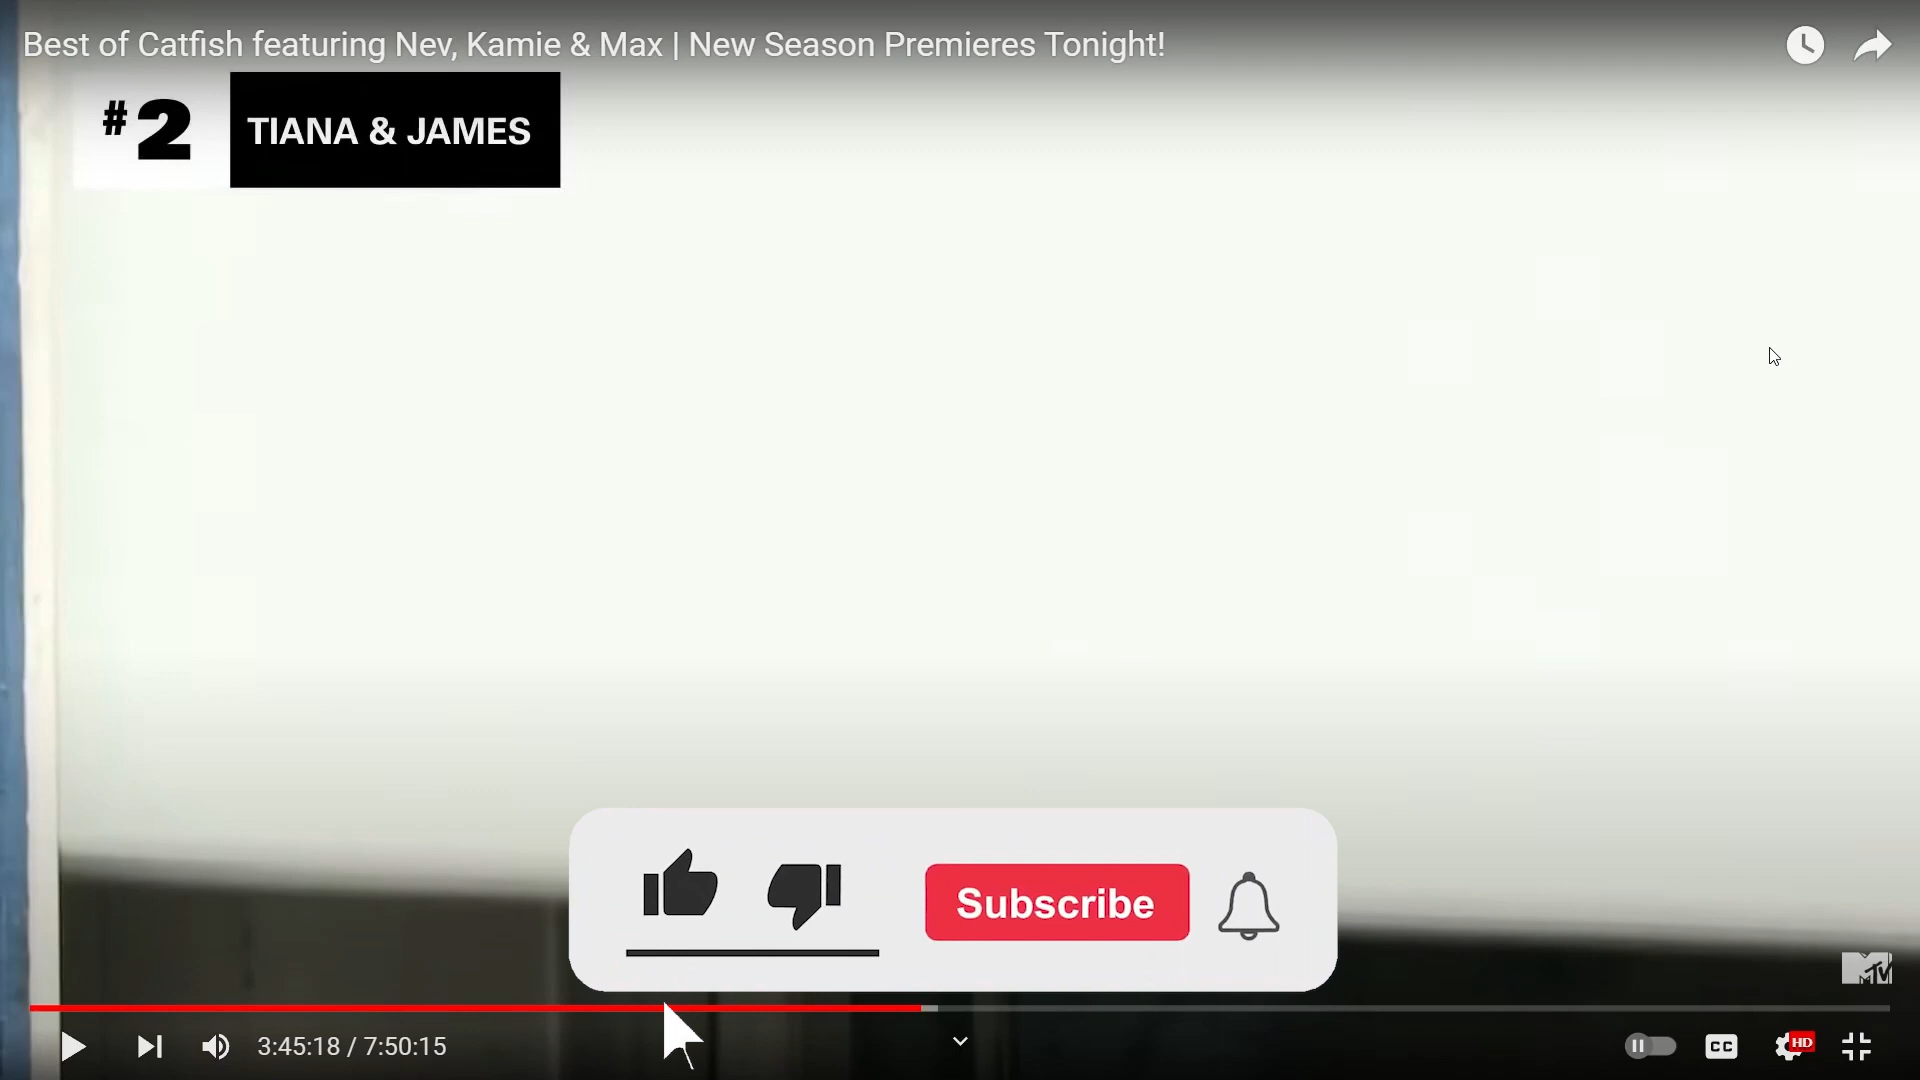 Best of Catfish featuring Nev, Kamie & Max | New Season Premieres Tonight!
#2 TIANA & JAMES
Subscribe
MTV
3:45:18 / 7:50:15
CC
HD